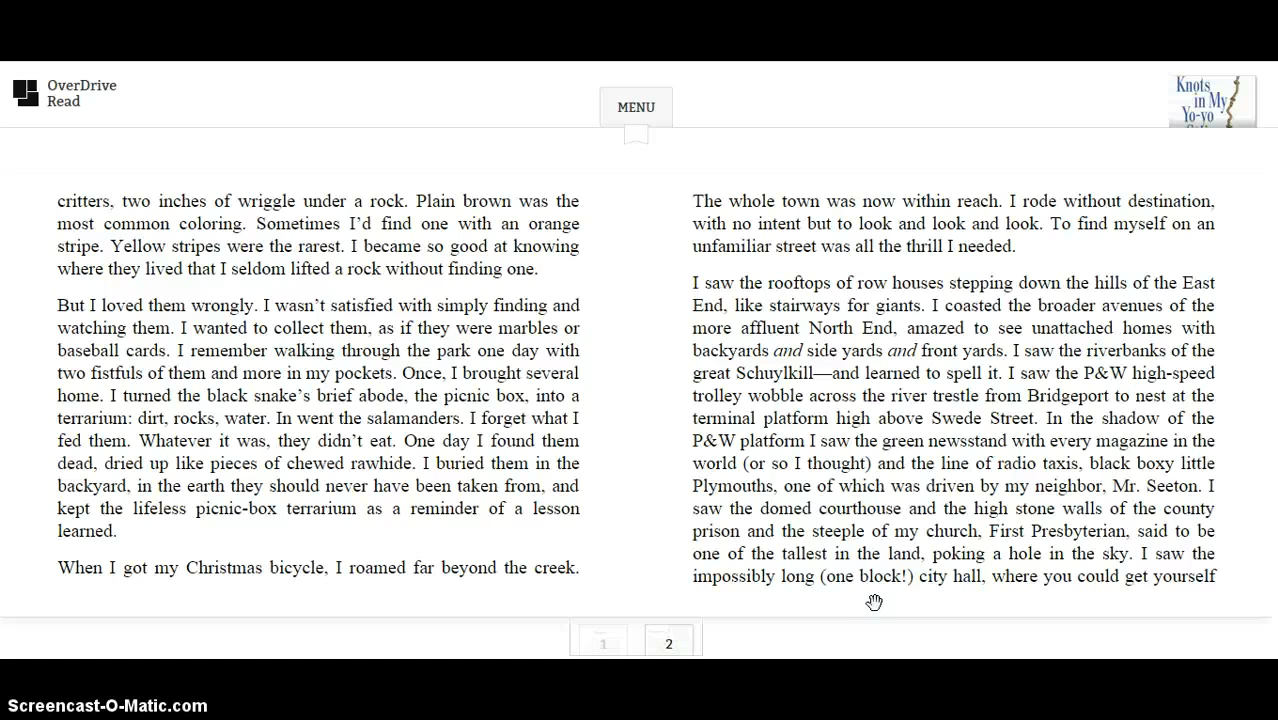 OverDrive
Read
MENU
Knots
in My
Yo-yo
critters, two inches of wriggle under a rock. Plain brown was the
most common coloring. Sometimes I’d find one with an orange
stripe. Yellow stripes were the rarest. I became so good at knowing
where they lived that I seldom lifted a rock without finding one.
But I loved them wrongly. I wasn’t satisfied with simply finding and
watching them. I wanted to collect them, as if they were marbles or
baseball cards. I remember walking through the park one day with
two fistfuls of them and more in my pockets. Once, I brought several
home. I turned the black snake’s brief abode, the picnic box, into a
terrarium: dirt, rocks, water. In went the salamanders. I forget what I
fed them. Whatever it was, they didn’t eat. One day I found them
dead, dried up like pieces of chewed rawhide. I buried them in the
backyard, in the earth they should never have been taken from, and
kept the lifeless picnic-box terrarium as a reminder of a lesson
learned.
When I got my Christmas bicycle, I roamed far beyond the creek.
The whole town was now within reach. I rode without destination,
with no intent but to look and look and look. To find myself on an
unfamiliar street was all the thrill I needed.
I saw the rooftops of row houses stepping down the hills of the East
End, like stairways for giants. I coasted the broader avenues of the
more affluent North End, amazed to see unattached homes with
backyards and side yards and front yards. I saw the riverbanks of the
great Schuylkill—and learned to spell it. I saw the P&W high-speed
trolley wobble across the river trestle from Bridgeport to nest at the
terminal platform high above Swede Street. In the shadow of the
P&W platform I saw the green newsstand with every magazine in the
world (or so I thought) and the line of radio taxis, black boxy little
Plymouths, one of which was driven by my neighbor, Mr. Seeton. I
saw the domed courthouse and the high stone walls of the county
prison and the steeple of my church, First Presbyterian, said to be
one of the tallest in the land, poking a hole in the sky. I saw the
impossibly long (one block!) city hall, where you could get yourself
1
2
Screencast-O-Matic.com